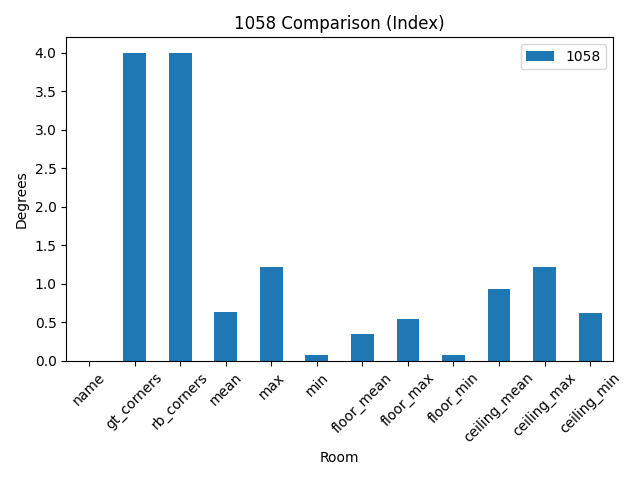 1058 Comparison (Index)
1058
Degrees
4.0
3.5
3.0
2.5
2.0
1.5
1.0
0.5
0.0
name
gt_corners
rb_corners
mean
max
min
floor_mean
floor_max
floor_min
ceiling_mean
ceiling_max
ceiling_min
Room